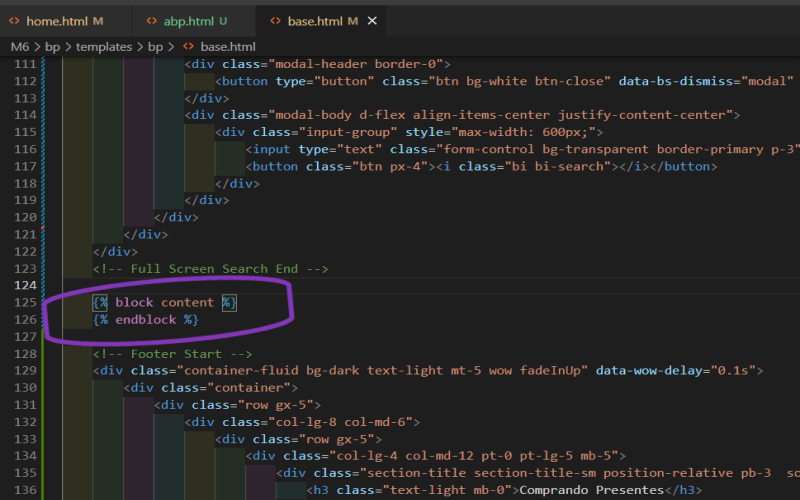 home.html M abp.html U base.html M
M6 > bp > templates > bp > base.html
111 <div class="modal-header border-0">
112 <button type="button" class="btn bg-white btn-close" data-bs-dismiss="modal"
113 </div>
114 <div class="modal-body d-flex align-items-center justify-content-center">
115 <div class="input-group" style="max-width: 600px;">
116 <input type="text" class="form-control bg-transparent border-primary p-3"
117 <button class="btn px-4"><i class="bi bi-search"></i></button>
118 </div>
119 </div>
120 </div>
121 </div>
122 </div>
123 <!-- Full Screen Search End -->
124
125 {% block content %}
126 {% endblock %}
127
128 <!-- Footer Start -->
129 <div class="container-fluid bg-dark text-light mt-5 wow fadeInUp" data-wow-delay="0.1s">
130 <div class="container">
131 <div class="row gx-5">
132 <div class="col-lg-8 col-md-6">
133 <div class="row gx-5">
134 <div class="col-lg-4 col-md-12 pt-0 pt-lg-5 mb-5">
135 <div class="section-title section-title-sm position-relative pb-3 so
136 <h3 class="text-light mb-0">Comprando Presentes</h3>